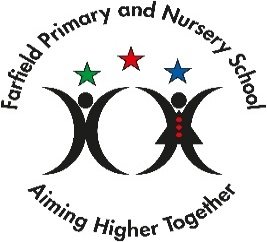 Farfield Primary and Nursery School
Aiming Higher Together